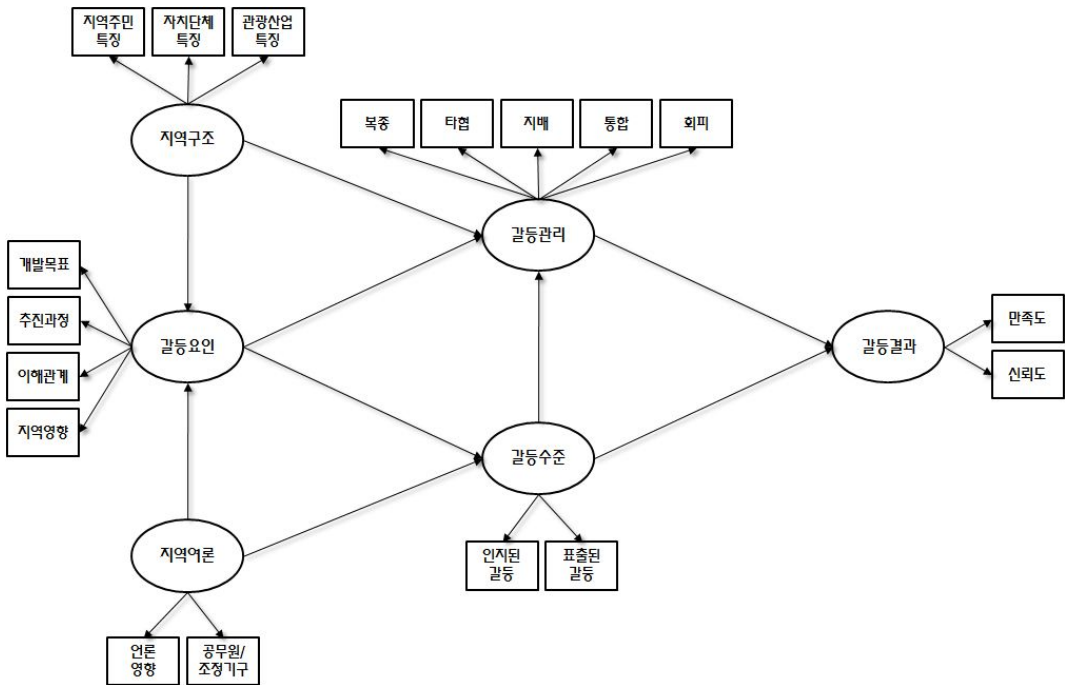 지역주민
특징
자치단체
특징
관광산업
특징
지역구조
복종
타협
지배
통합
회피
갈등관리
개발목표
추진과정
이해관계
지역영향
갈등요인
갈등결과
만족도
신뢰도
갈등수준
인지된
갈등
표출된
갈등
지역여론
언론
영향
공무원/
조정기구